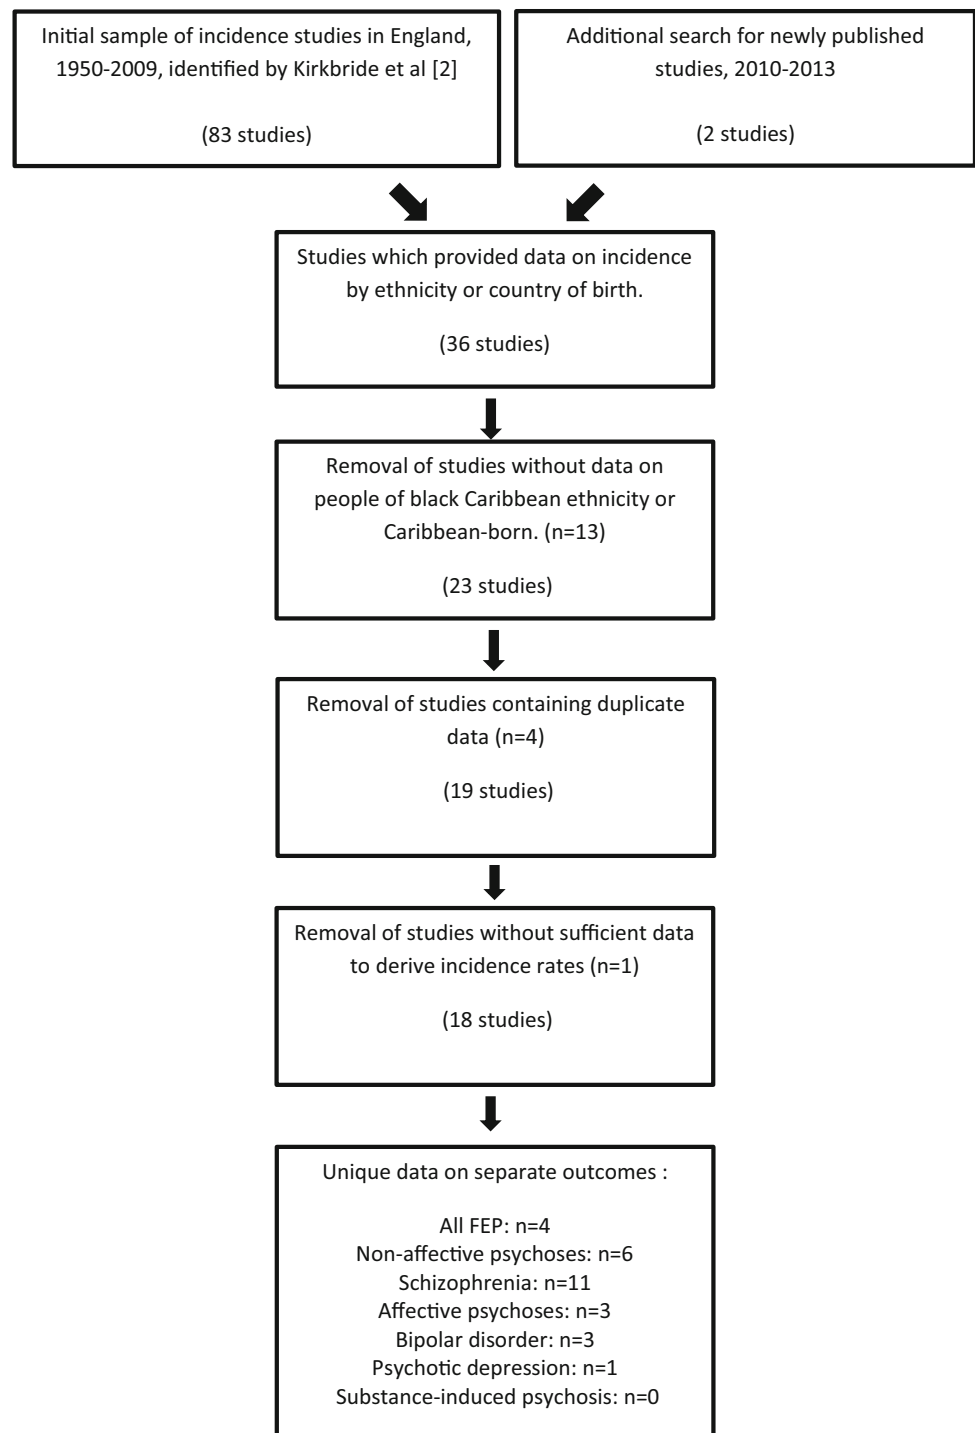 Initial sample of incidence studies in England,
1950-2009, identified by Kirkbride et al [2]
(83 studies)
Additional search for newly published
studies, 2010-2013
(2 studies)
Studies which provided data on incidence
by ethnicity or country of birth.
(36 studies)
Removal of studies without data on
people of black Caribbean ethnicity or
Caribbean-born. (n=13)
(23 studies)
Removal of studies containing duplicate
data (n=4)
(19 studies)
Removal of studies without sufficient data
to derive incidence rates (n=1)
(18 studies)
Unique data on separate outcomes :
All FEP: n=4
Non-affective psychoses: n=6
Schizophrenia: n=11
Affective psychoses: n=3
Bipolar disorder: n=3
Psychotic depression: n=1
Substance-induced psychosis: n=0